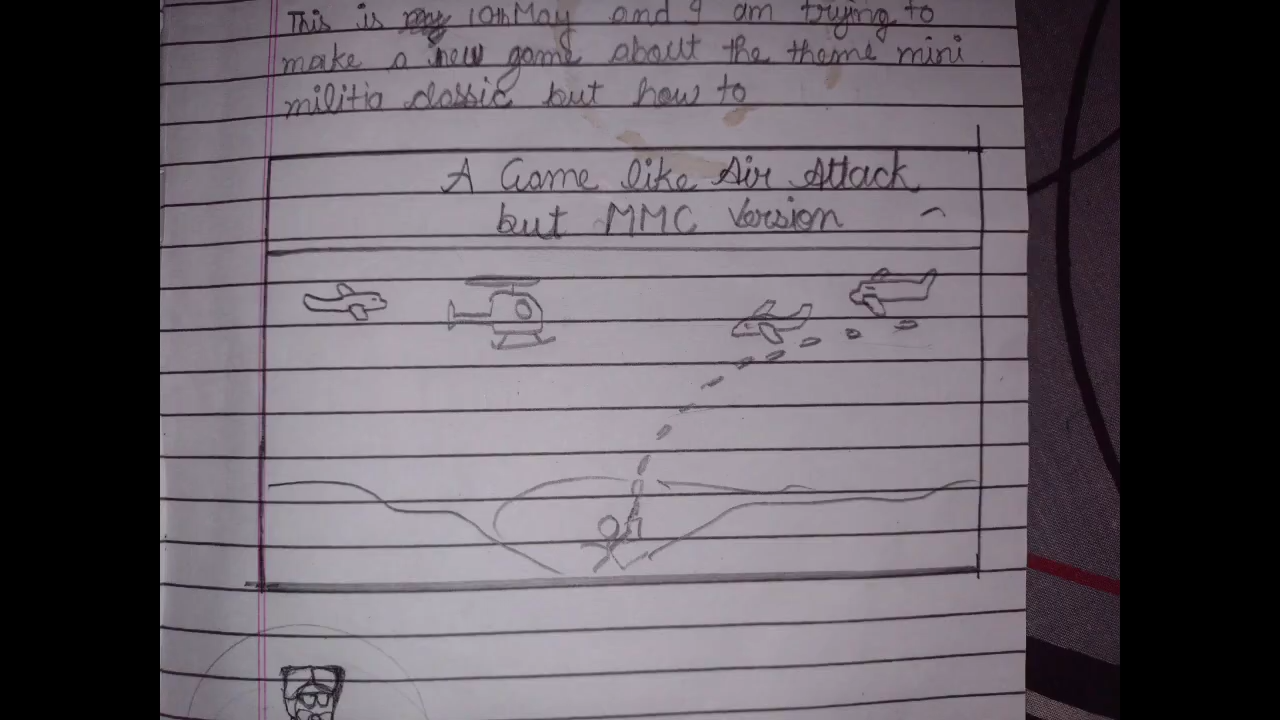 This is 10th May and I am trying to
make a new game about the theme mini
militia classic but how to
A Game like Air Attack
but MMC Version